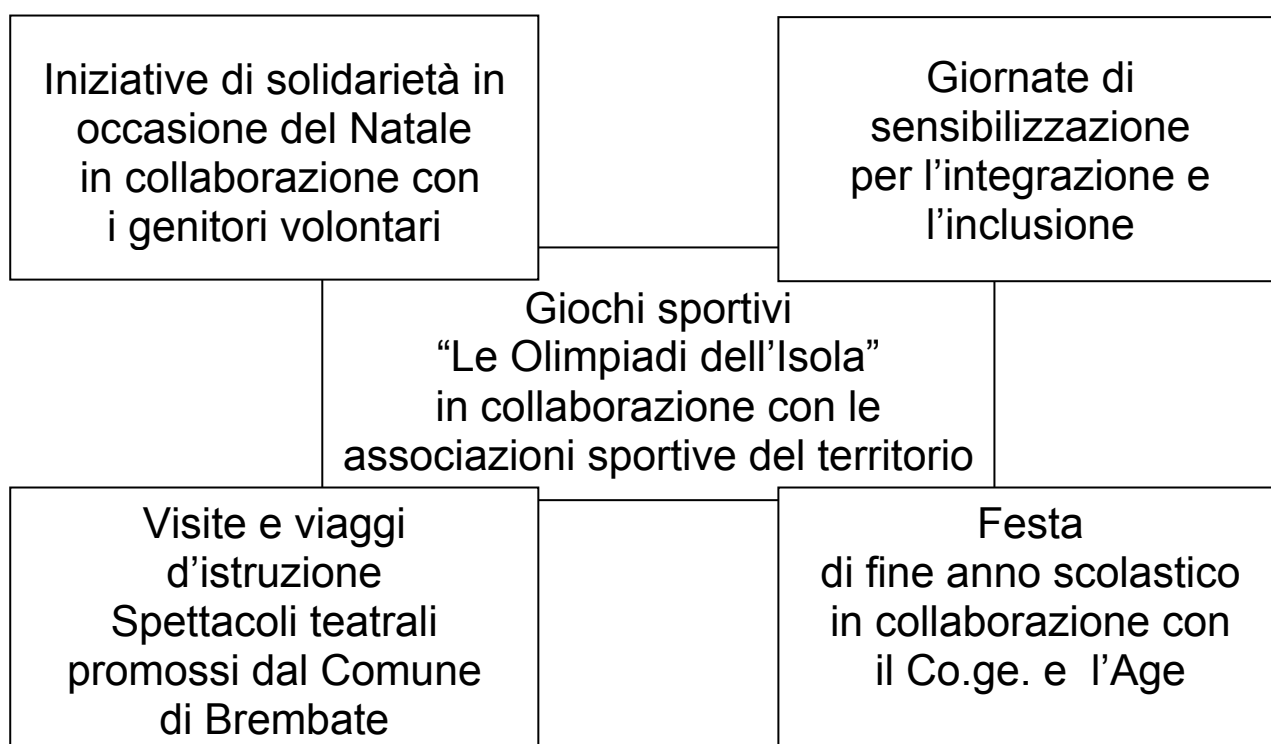 Iniziative di solidarietà in
occasione del Natale
in collaborazione con
i genitori volontari
Giornate di
sensibilizzazione
per l’integrazione e
l’inclusione
Giochi sportivi
“Le Olimpiadi dell’Isola”
in collaborazione con le
associazioni sportive del territorio
Visite e viaggi
d’istruzione
Spettacoli teatrali
promossi dal Comune
di Brembate
Festa
di fine anno scolastico
in collaborazione con
il Co.ge. e l’Age